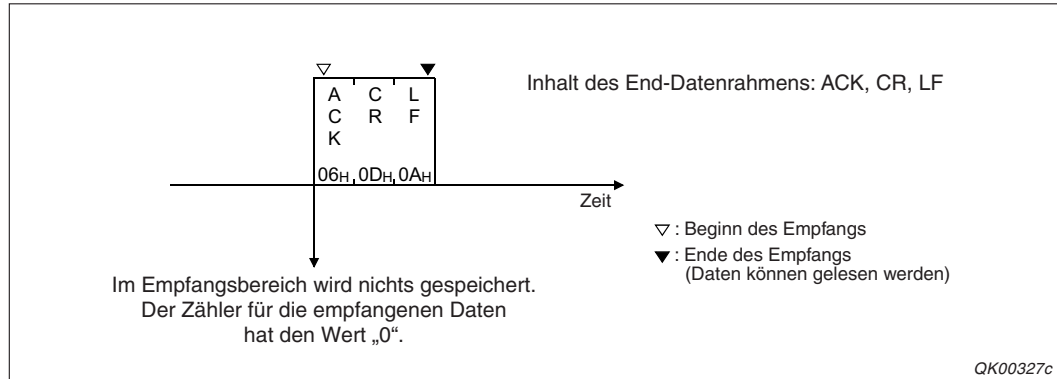 Inhalt des End-Datenrahmens: ACK, CR, LF
A C L
C R F
K
06H 0DH 0AH
Zeit
▽ : Beginn des Empfangs
▼ : Ende des Empfangs
(Daten können gelesen werden)
Im Empfangsbereich wird nichts gespeichert.
Der Zähler für die empfangenen Daten
hat den Wert „0“.
QK00327c